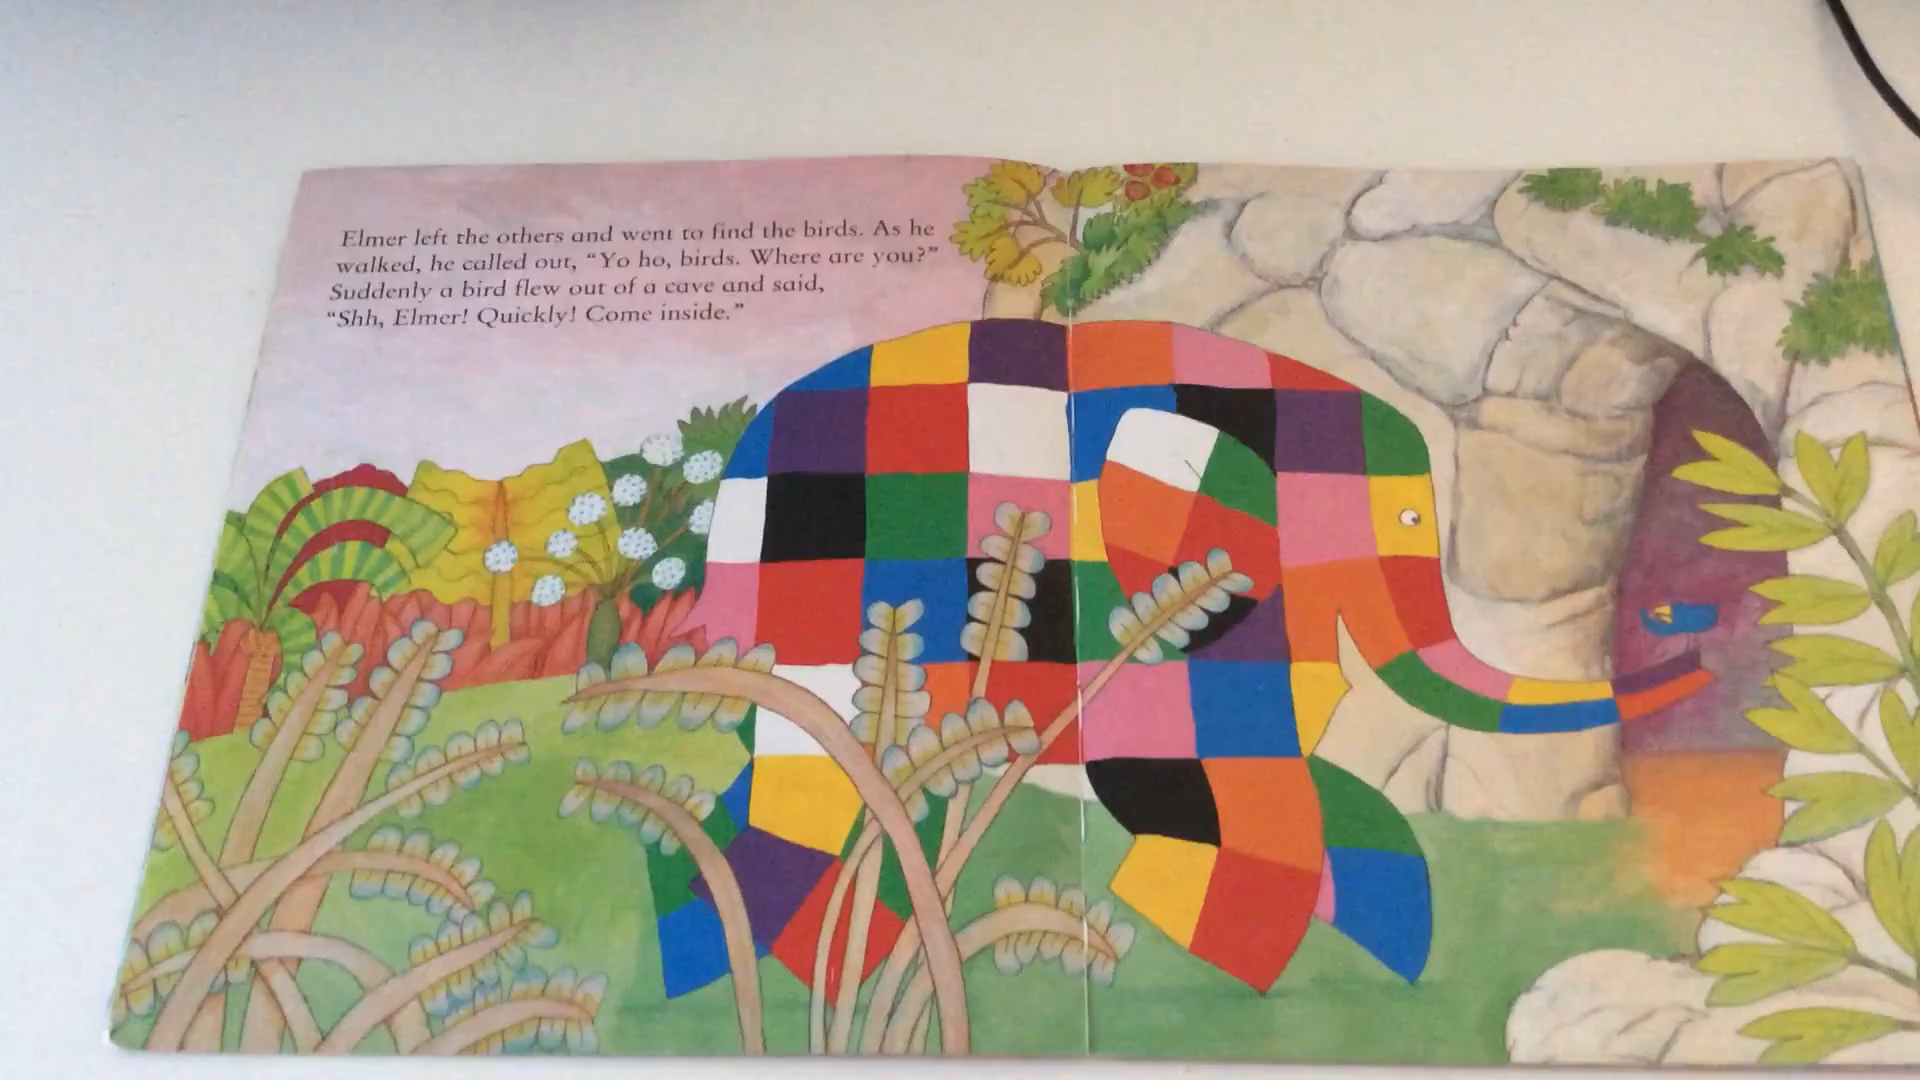 Elmer left the others and went to find the birds. As he
walked, he called out, “Yo ho, birds. Where are you?”
Suddenly a bird flew out of a cave and said,
“Shh, Elmer! Quickly! Come inside.”